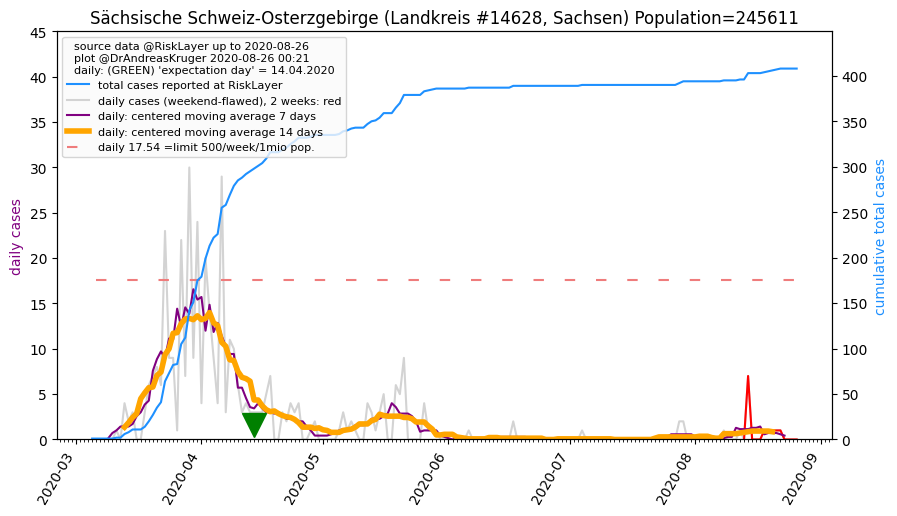 Sächsische Schweiz-Osterzgebirge (Landkreis #14628, Sachsen) Population=245611
source data @RiskLayer up to 2020-08-26
plot @DrAndreasKruger 2020-08-26 00:21
daily: (GREEN) 'expectation day' = 14.04.2020
total cases reported at RiskLayer
daily cases (weekend-flawed), 2 weeks: red
daily: centered moving average 7 days
daily: centered moving average 14 days
daily 17.54 =limit 500/week/1mio pop.
daily cases
45
40
35
30
25
20
15
10
5
0
400
350
300
250
200
150
100
50
0
cumulative total cases
2020-03
2020-04
2020-05
2020-06
2020-07
2020-08
2020-09